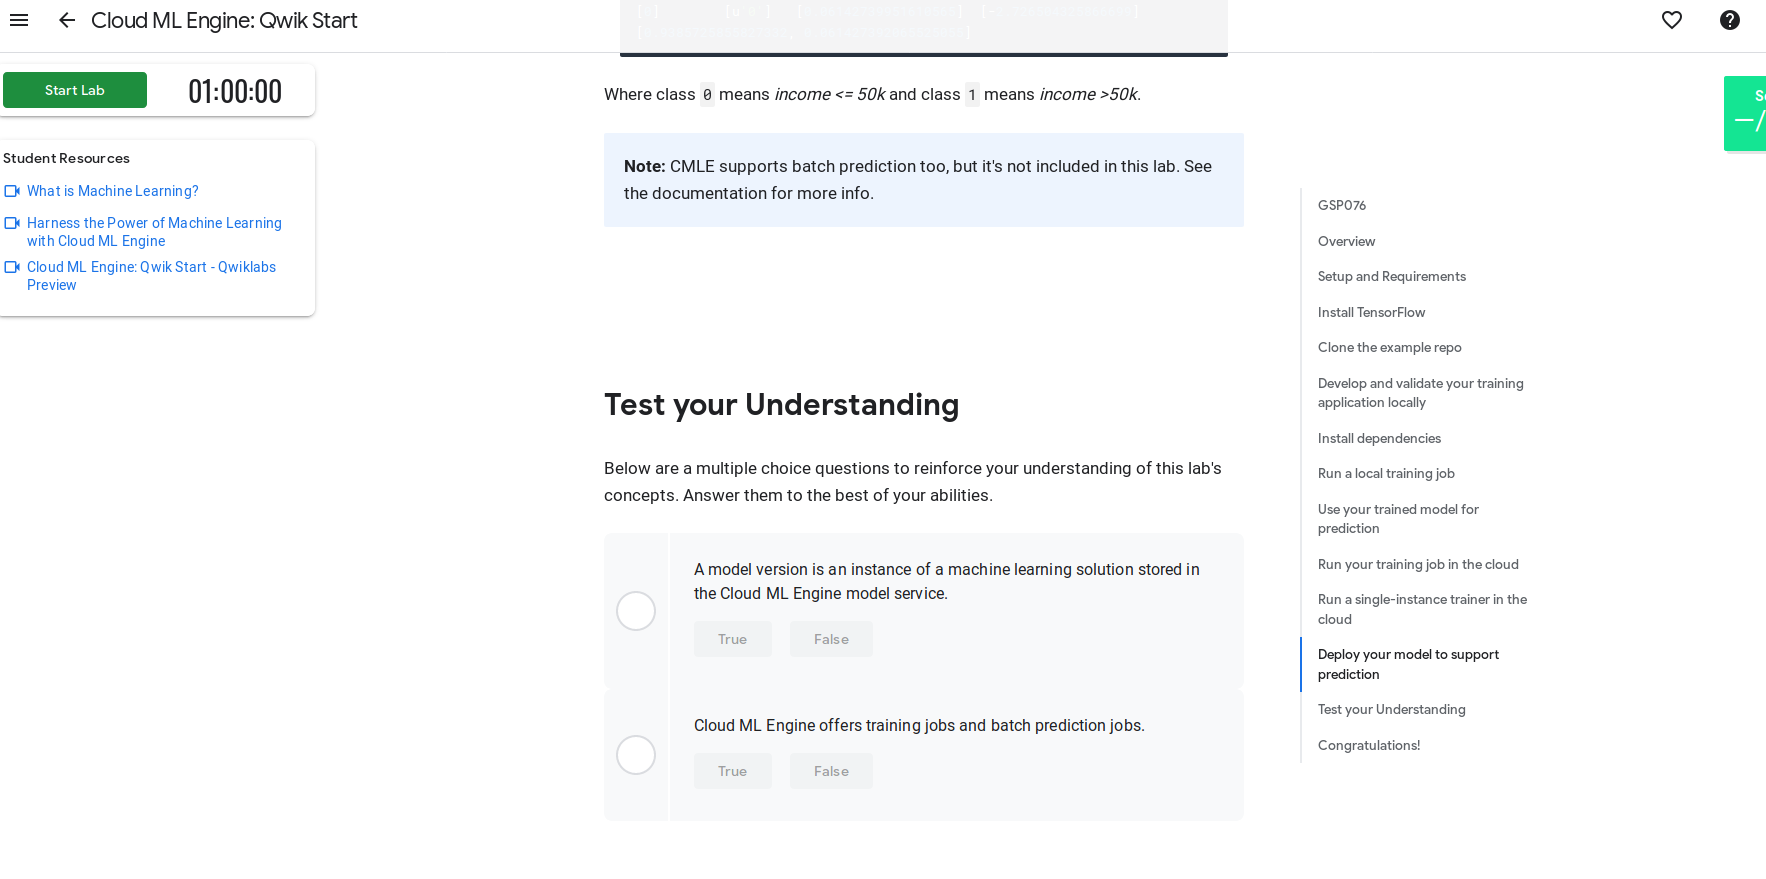 Cloud ML Engine: Qwik Start
Start Lab
01:00:00
Student Resources
What is Machine Learning?
Harness the Power of Machine Learning
with Cloud ML Engine
Cloud ML Engine: Qwik Start - Qwiklabs
Preview
Where class 0 means income <= 50k and class 1 means income >50k.
Note: CMLE supports batch prediction too, but it's not included in this lab. See
the documentation for more info.
Test your Understanding
Below are a multiple choice questions to reinforce your understanding of this lab's
concepts. Answer them to the best of your abilities.
A model version is an instance of a machine learning solution stored in
the Cloud ML Engine model service.
True False
Cloud ML Engine offers training jobs and batch prediction jobs.
True False
GSP076
Overview
Setup and Requirements
Install TensorFlow
Clone the example repo
Develop and validate your training
application locally
Install dependencies
Run a local training job
Use your trained model for
prediction
Run your training job in the cloud
Run a single-instance trainer in the
cloud
Deploy your model to support
prediction
Test your Understanding
Congratulations!